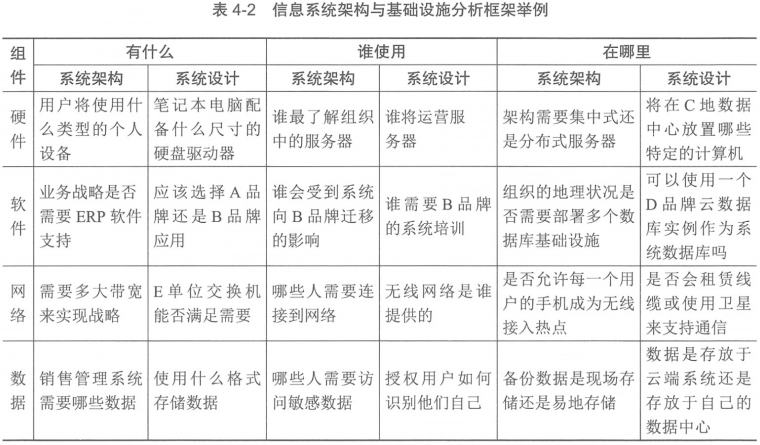 表 4-2 信息系统架构与基础设施分析框架举例
组件 有什么 谁使用 在哪里
系统架构 系统设计 系统架构 系统设计 系统架构 系统设计
硬件
用户将使用什
么类型的个人
设备
笔记本电脑配
备什么尺寸的
硬盘驱动器
谁最了解组织
中的服务器
谁将运营服
务器
架构需要集中式还
是分布式服务器
将在 C 地数据
中心放置哪些
特定的计算机
软件
业务战略是否
需要 ERP 软件
支持
应该选择 A 品
牌还是 B 品牌
应用
谁会受到系统
向 B 品牌迁移
的影响
谁需要 B 品牌
的系统培训
组织的地理状况是
否需要部署多个数
据库基础设施
可以使用一个
D 品牌云数据
库实例作为系
统数据库吗
网络
需要多大带宽
来实现战略
E 单位交换机
能否满足需要
哪些人需要连
接到网络
无线网络是谁
提供的
是否允许每一个用
户的手机成为无线
接入热点
是否会租赁线
缆或使用卫星
来支持通信
数据
销售管理系统
需要哪些数据
使用什么格式
存储数据
哪些人需要访
问敏感数据
授权用户如何
识别他们自己
备份数据是现场存
储还是易地存储
数据是存放于
云端系统还是
存放于自己的
数据中心